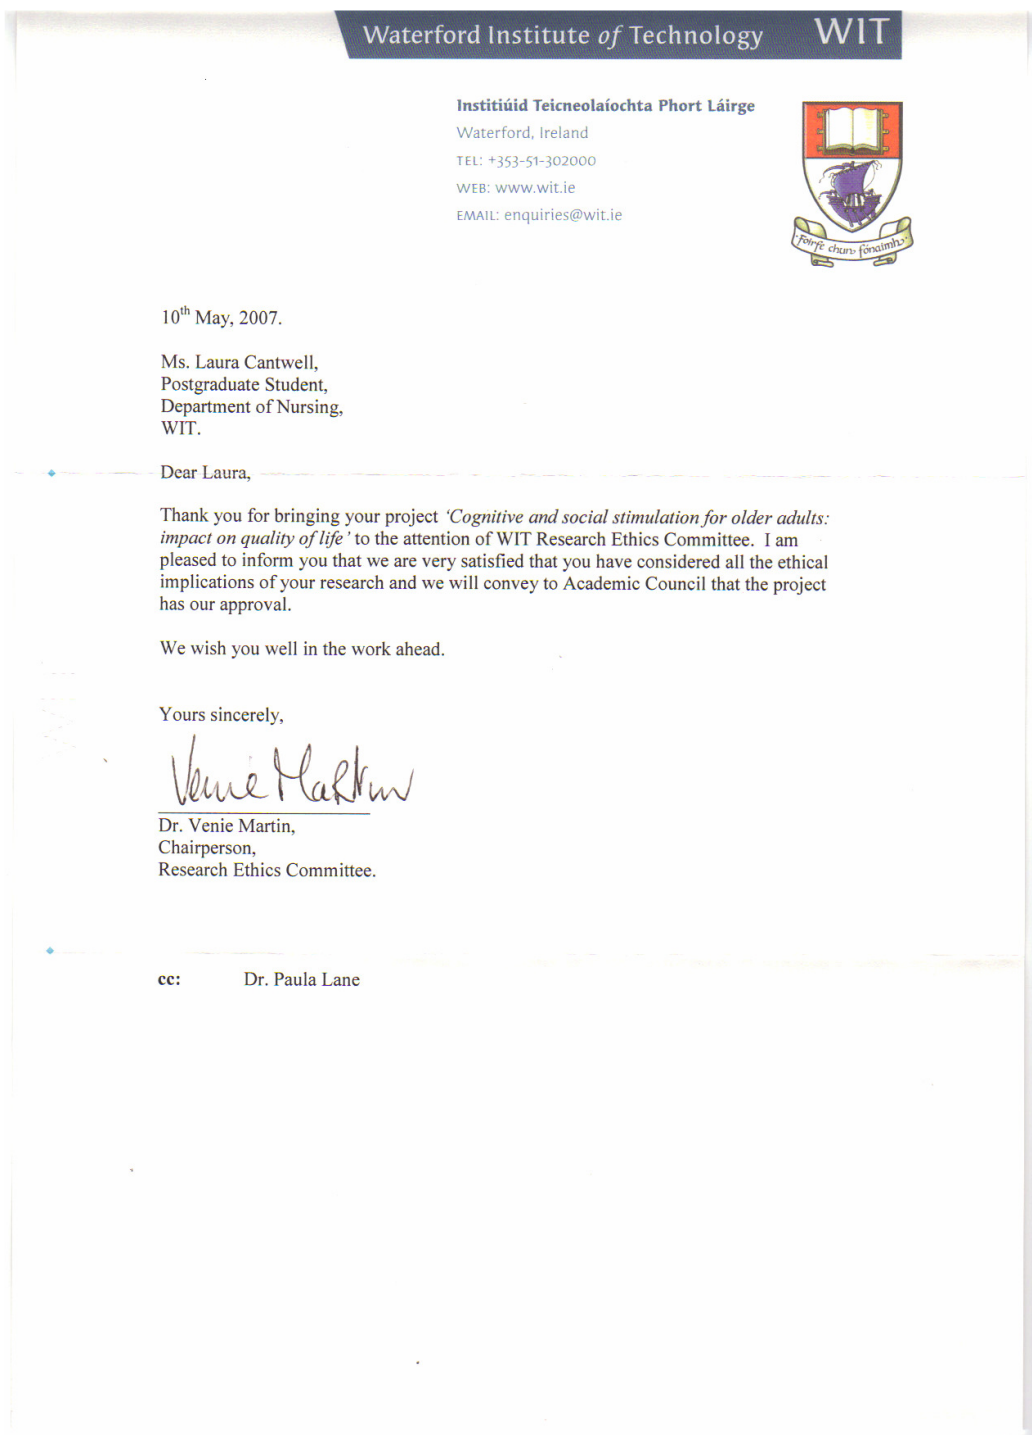 Waterford Institute of Technology WIT
Institiúid Teicneolaíochta Phort Láirge
Waterford, Ireland
TEL: +353-51-302000
WEB: www.wit.ie
EMAIL: enquiries@wit.ie
Foirfe chun fónaimh
10th May, 2007.
Ms. Laura Cantwell,
Postgraduate Student,
Department of Nursing,
WIT.
Dear Laura,
Thank you for bringing your project 'Cognitive and social stimulation for older adults:
impact on quality of life' to the attention of WIT Research Ethics Committee. I am
pleased to inform you that we are very satisfied that you have considered all the ethical
implications of your research and we will convey to Academic Council that the project
has our approval.
We wish you well in the work ahead.
Yours sincerely,
Venie Martin
Dr. Venie Martin,
Chairperson,
Research Ethics Committee.
cc: Dr. Paula Lane